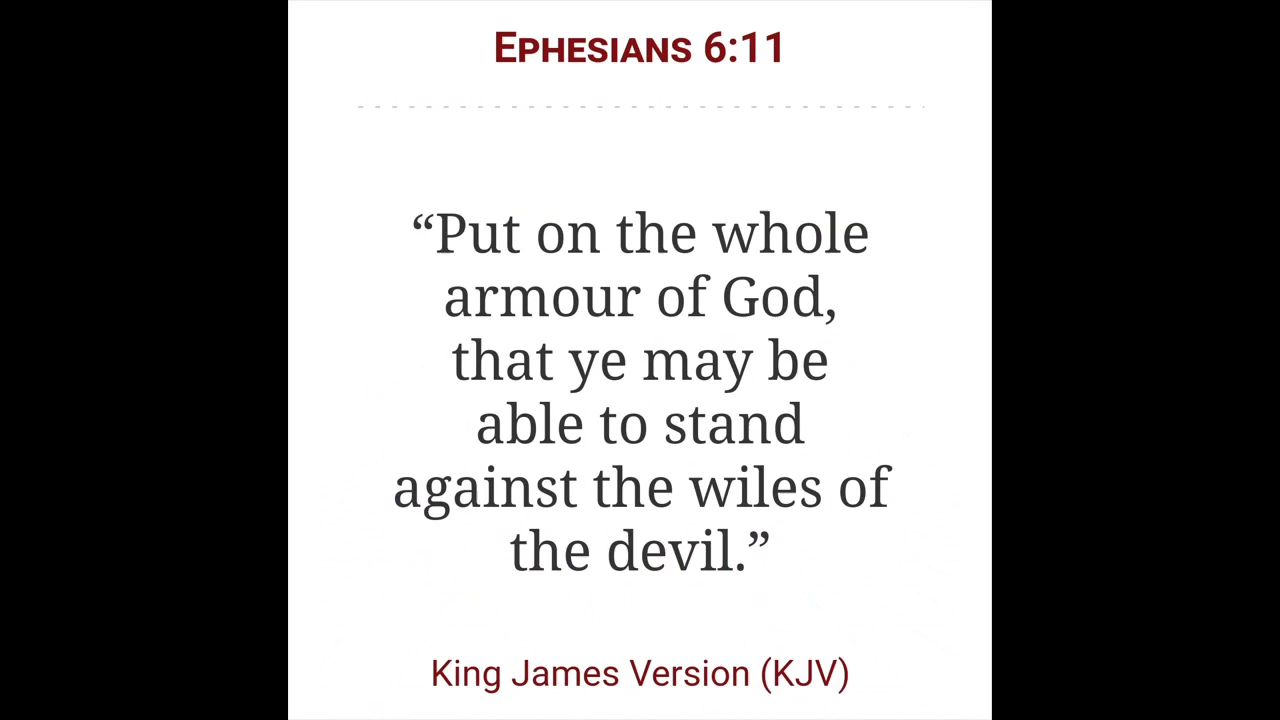 EPHESIANS 6:11
“Put on the whole
armour of God,
that ye may be
able to stand
against the wiles of
the devil.”
King James Version (KJV)